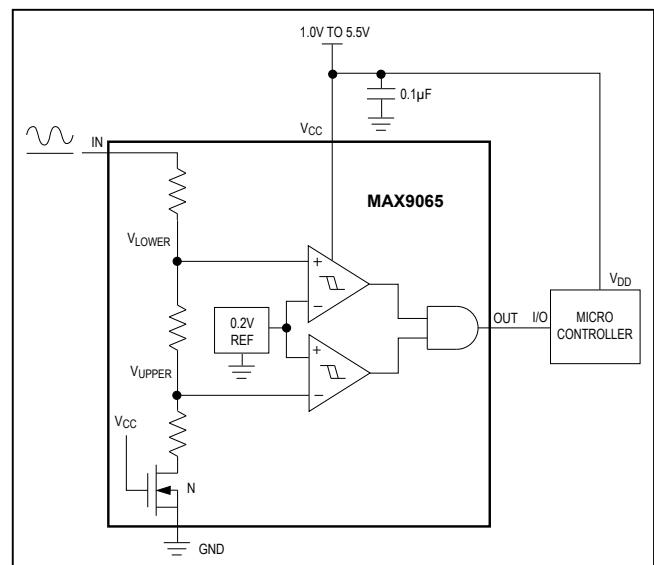 1.0V TO 5.5V
0.1µF
VCC
IN
MAX9065
VLOWER
+
−
0.2V
REF
+
−
VUPPER
VCC
N
GND
OUT
I/O
VDD
MICRO
CONTROLLER